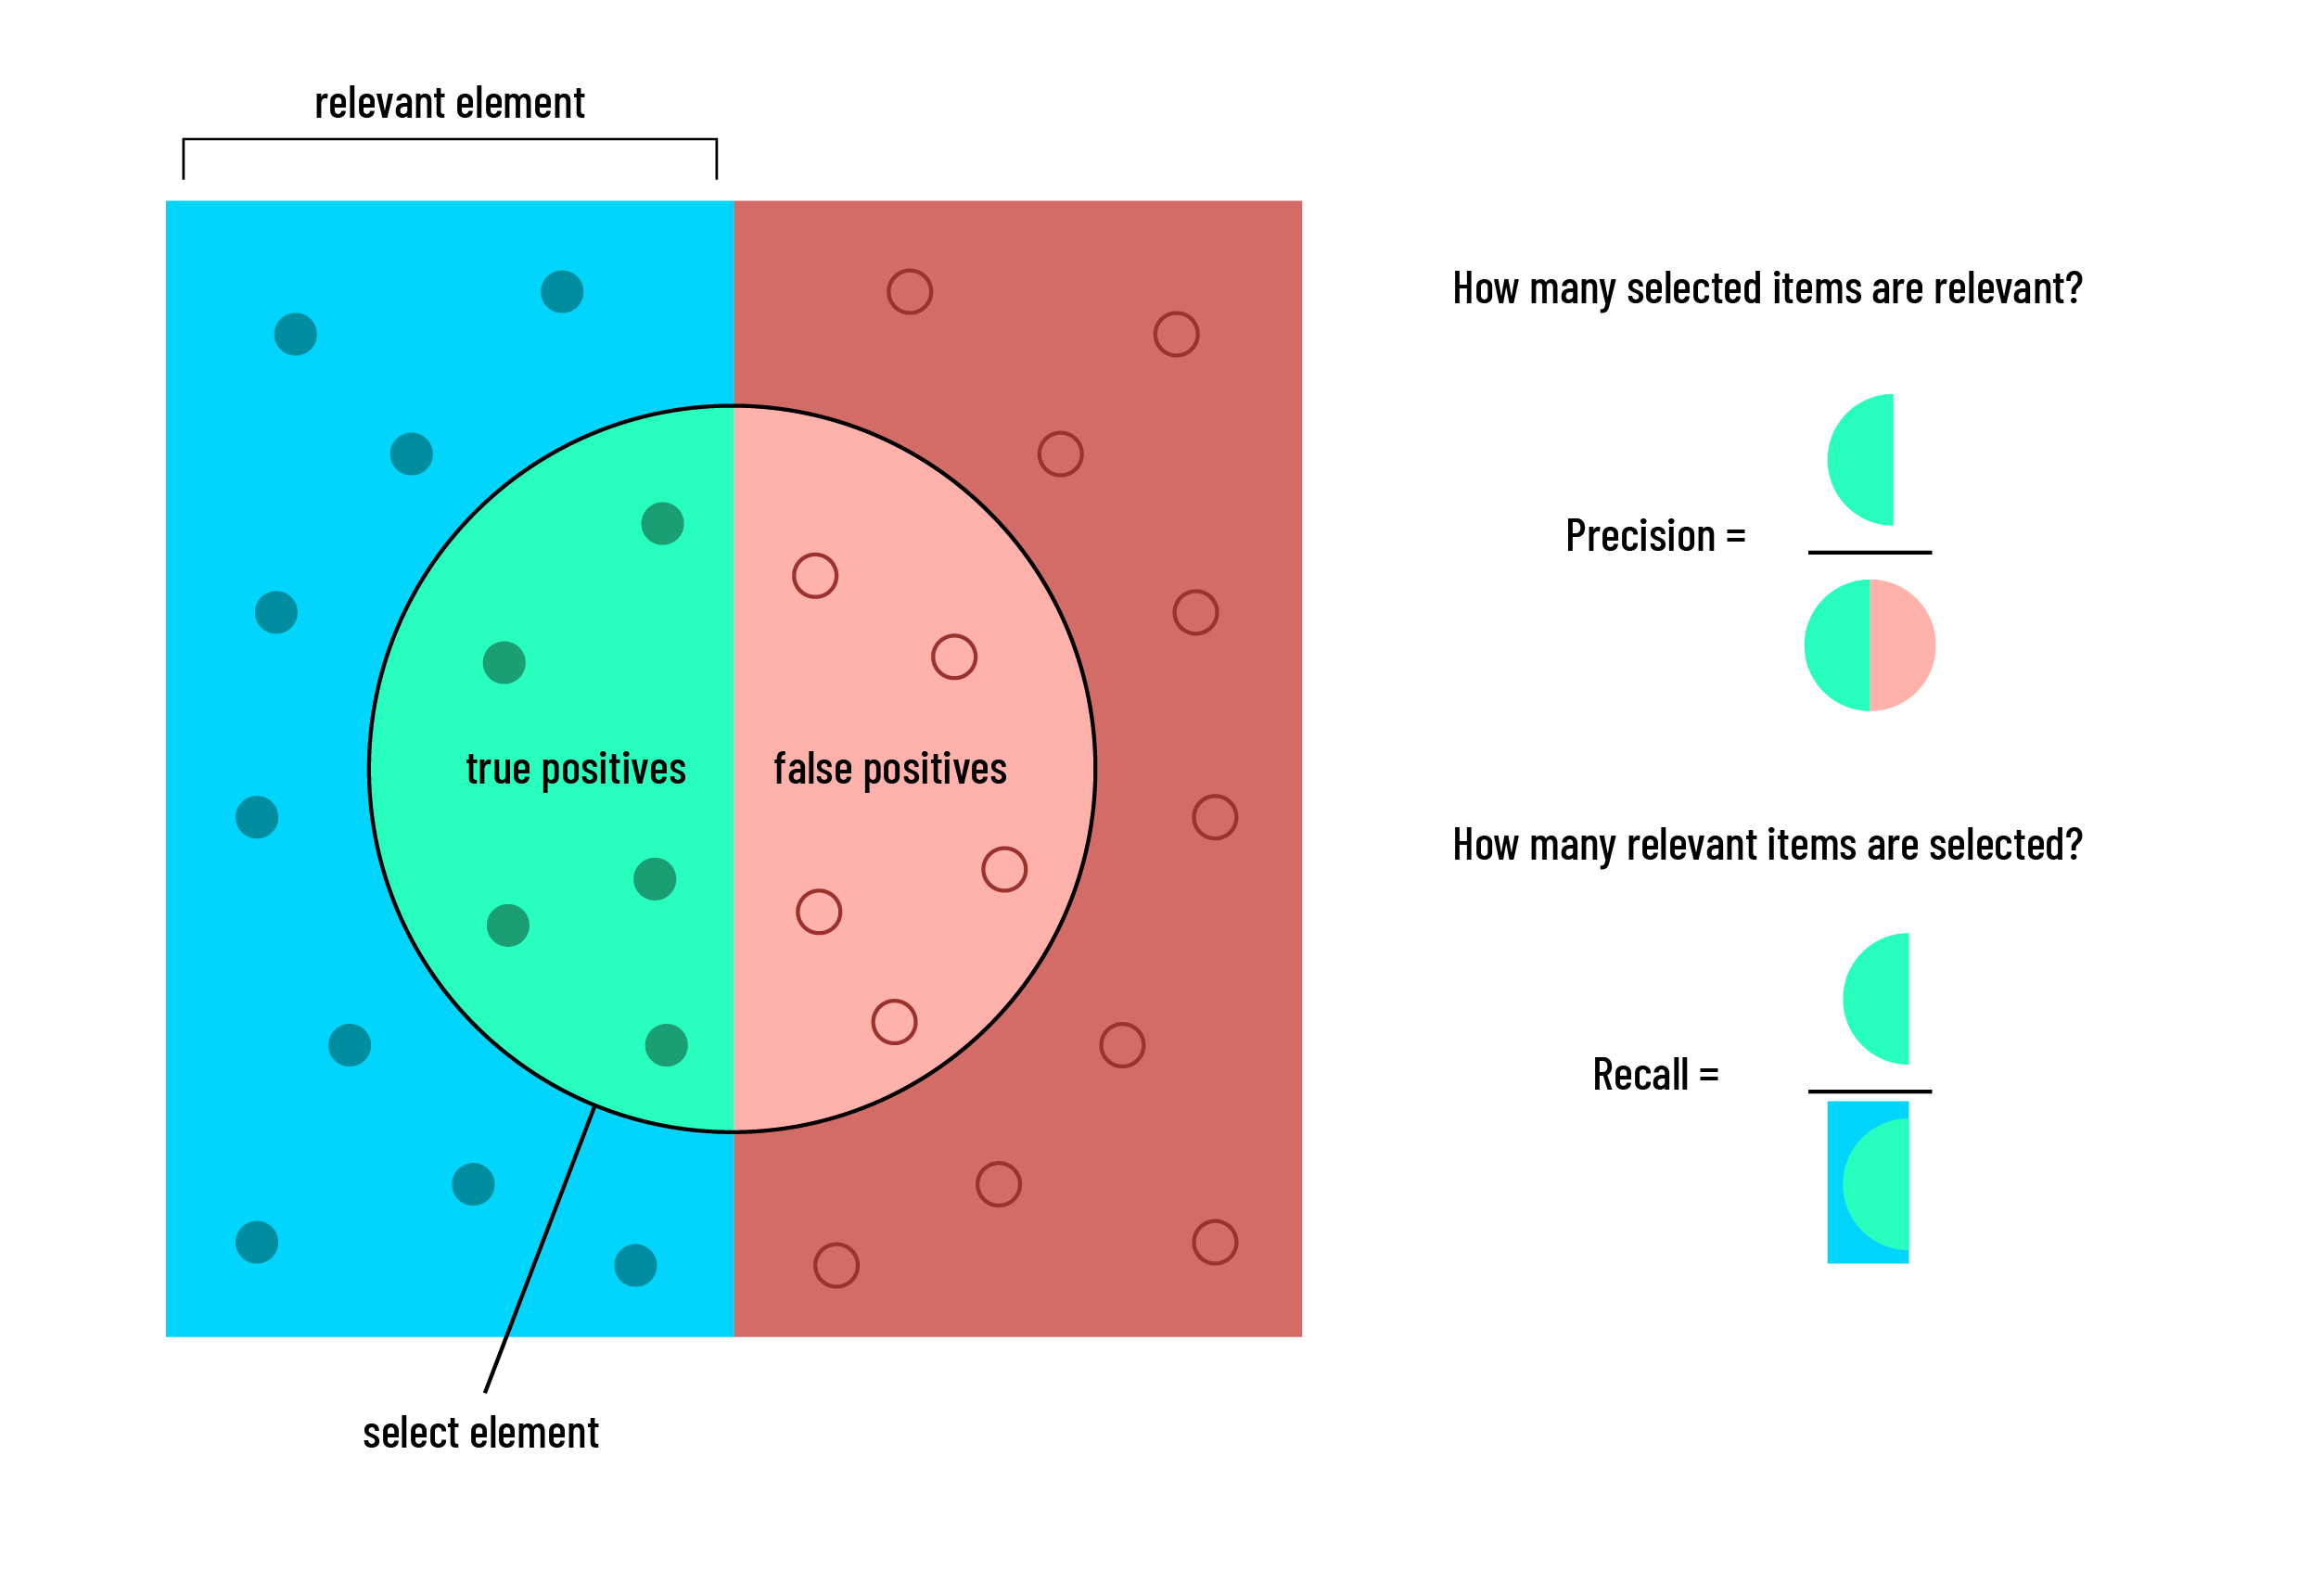 relevant element
How many selected items are relevant?
Precision =
true positives
false positives
How many relevant items are selected?
Recall =
select element